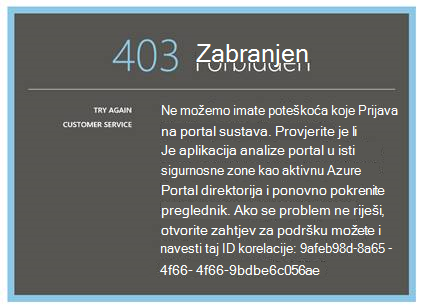 403 Zabranjen
Forbidden
TRY AGAIN
CUSTOMER SERVICE
Ne možemo imate poteškoća koje Prijava
na portal sustava. Provjerite je li
Je aplikacija analize portal u isti
sigurnosne zone kao aktivnu Azure
Portal direktorija i ponovno pokrenite
preglednik. Ako se problem ne riješi,
otvorite zahtjev za podršku možete i
navesti taj ID korelacije: 9afeb98d-8a65 -
4f66- 4f66-9bdbe6c056ae